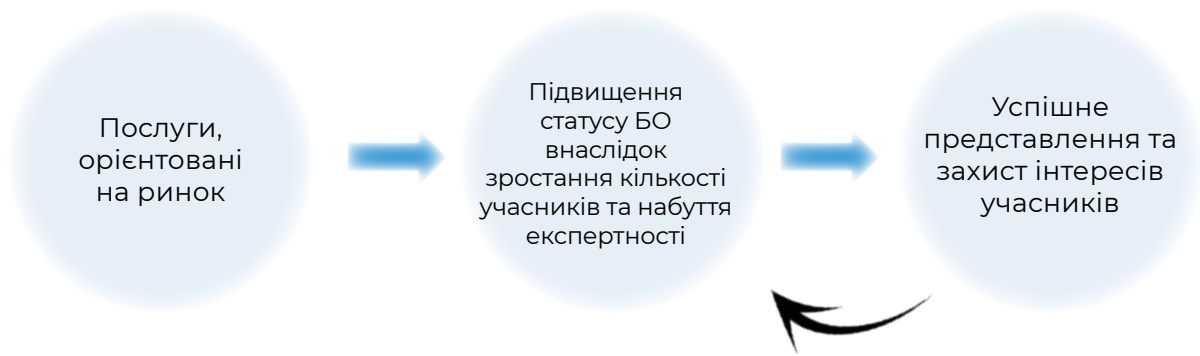 Послуги,
орієнтовані
на ринок
Підвищення
статусу БО
внаслідок
зростання кількості
учасників та набуття
експертності
Успішне
представлення та
захист інтересів
учасників